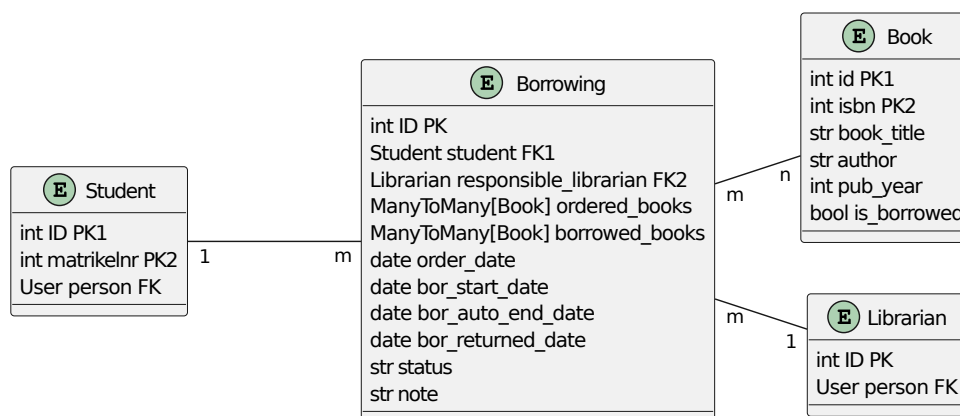 E Student
int ID PK1
int matrikelnr PK2
User person FK
1
m
E Borrowing
int ID PK
Student student FK1
Librarian responsible_librarian FK2
ManyToMany[Book] ordered_books
ManyToMany[Book] borrowed_books
date order_date
date bor_start_date
date bor_auto_end_date
date bor_returned_date
str status
str note
m
n
E Book
int id PK1
int isbn PK2
str book_title
str author
int pub_year
bool is_borrowed
m
1
E Librarian
int ID PK
User person FK